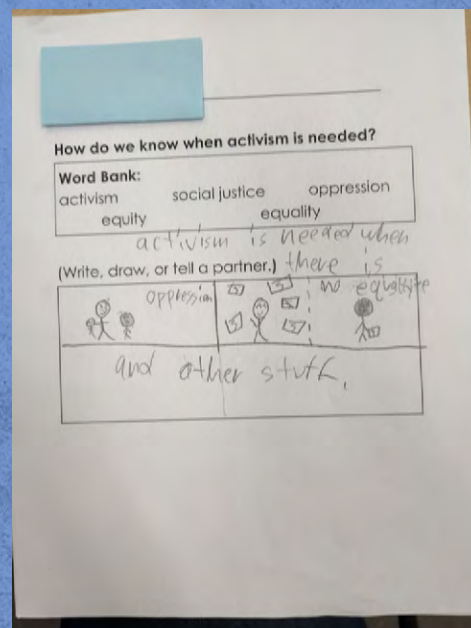 How do we know when activism is needed?
Word Bank:
activism social justice oppression
equity equality
activism is needed when
(Write, draw, or tell a partner.) there is
oppression no equalityte
and other stuff.